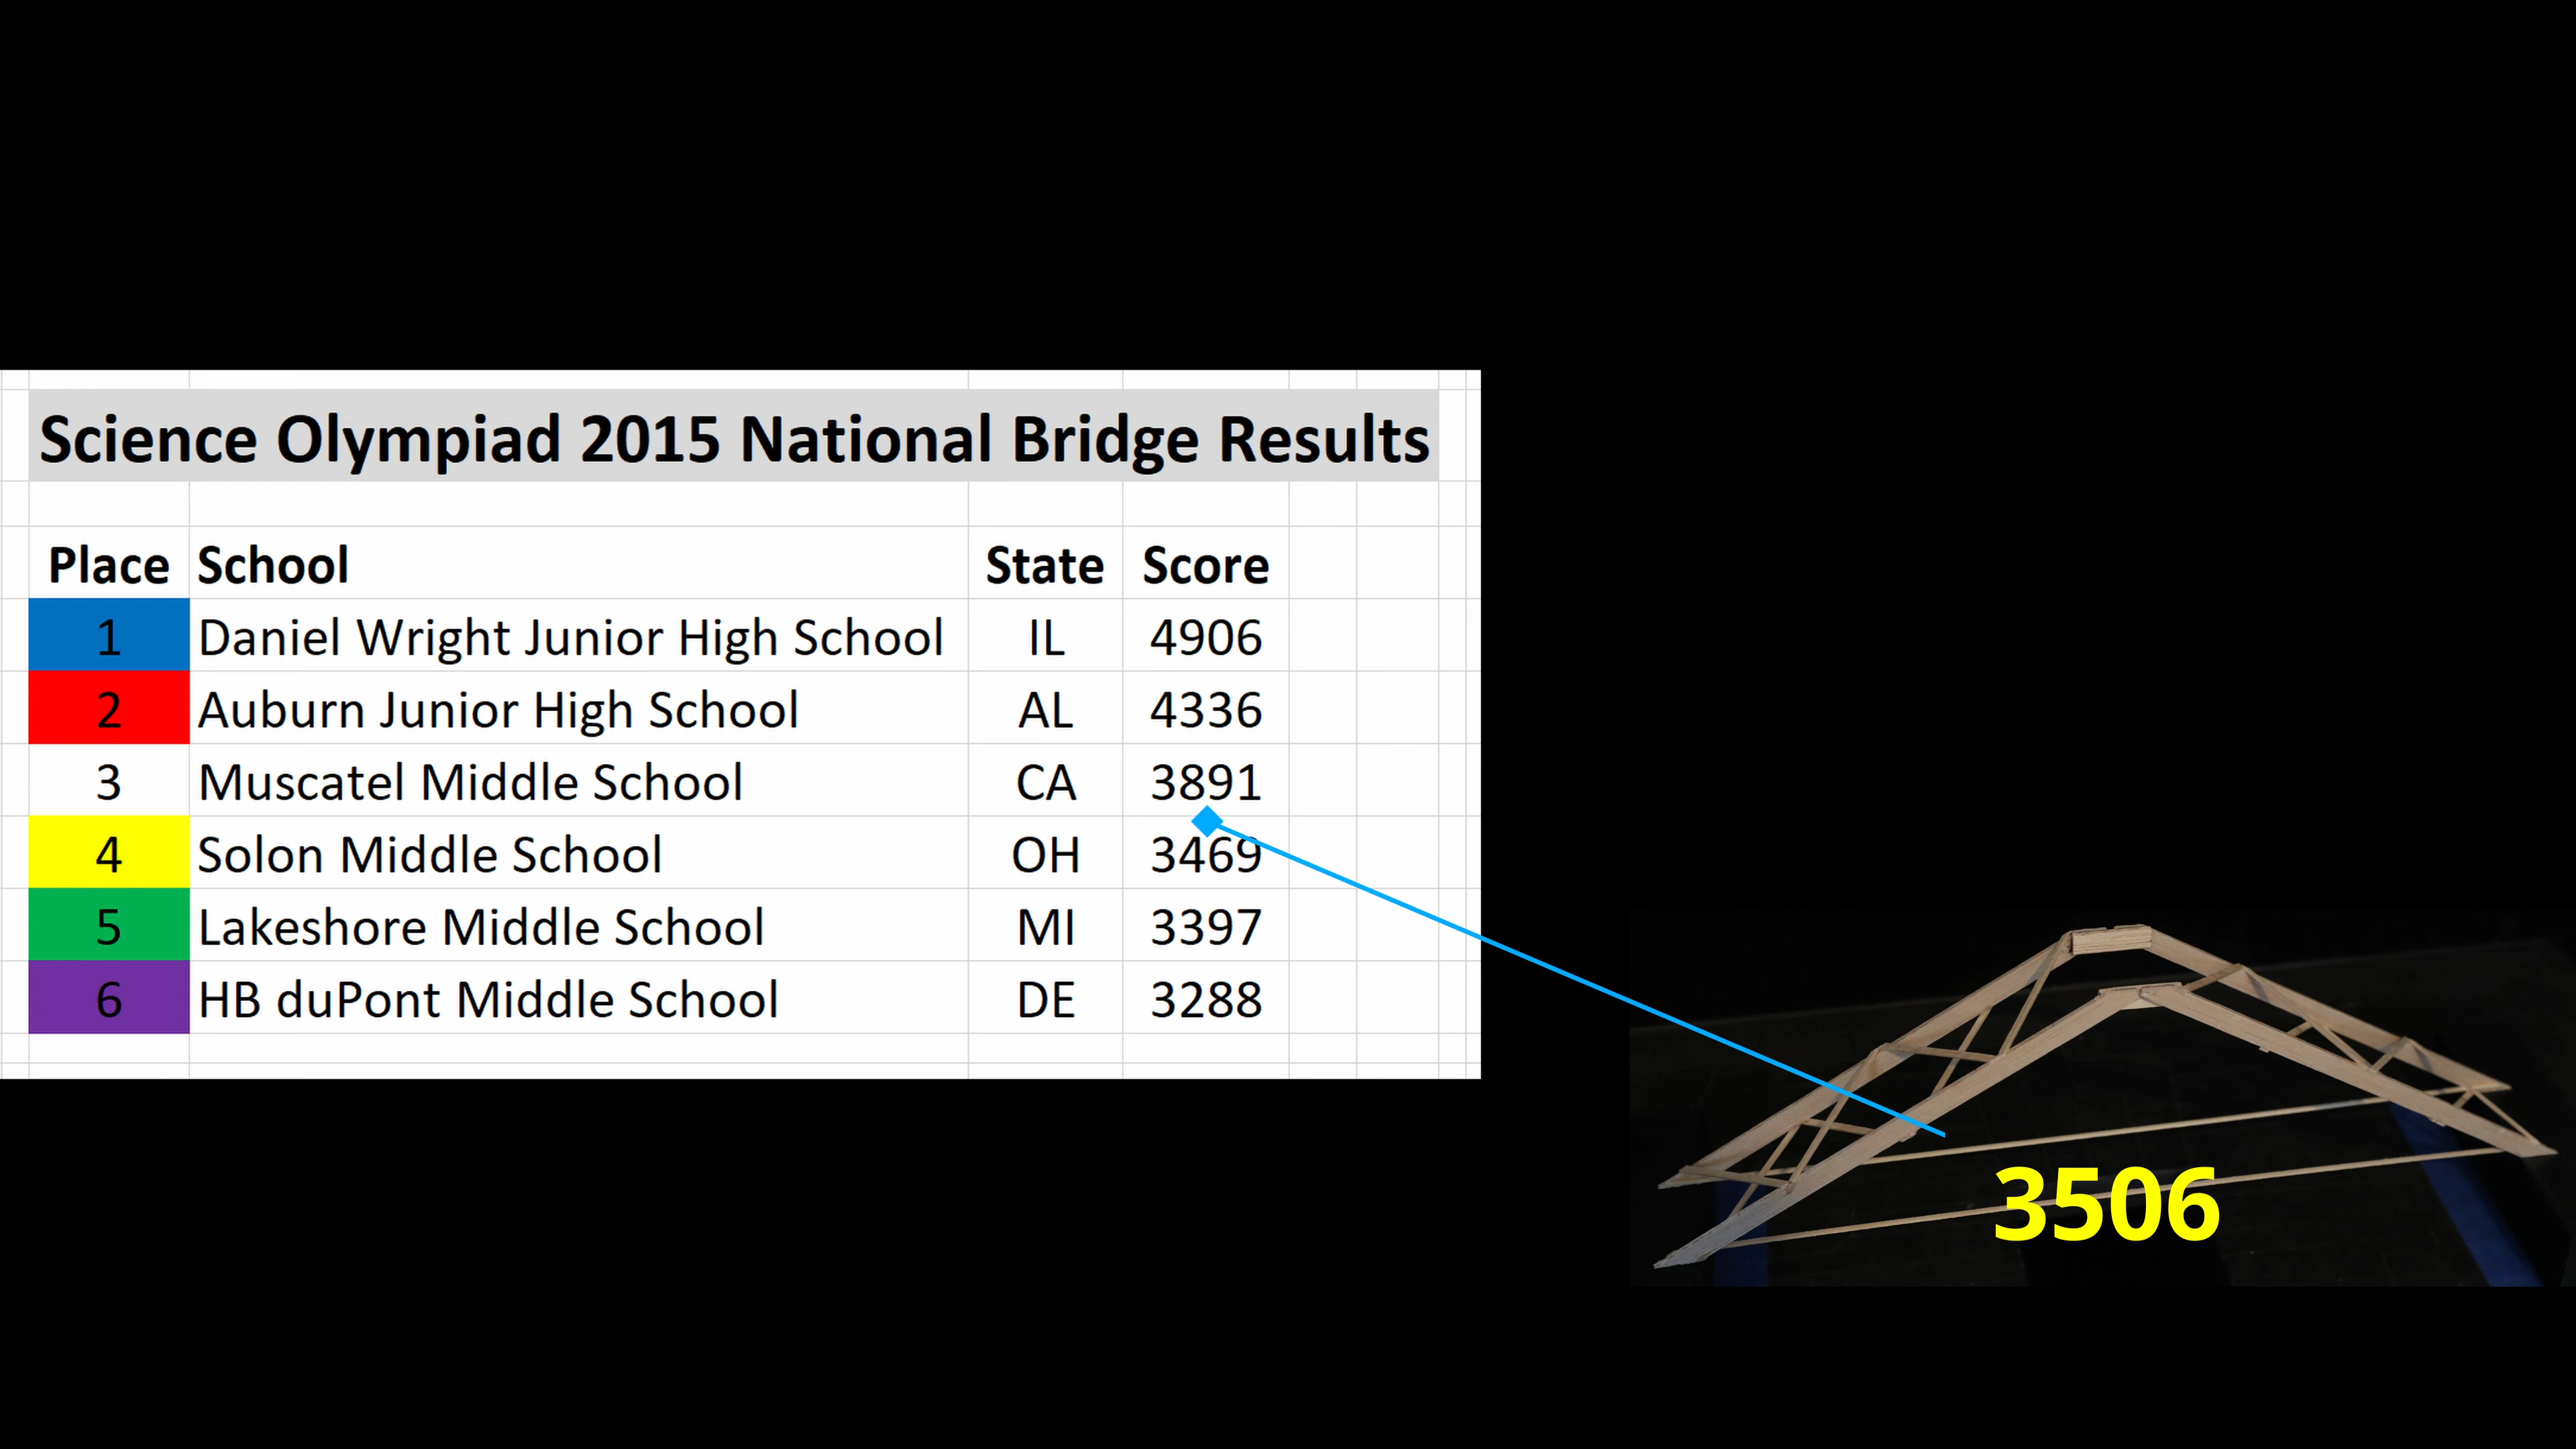 Science Olympiad 2015 National Bridge Results
Place School State Score
1 Daniel Wright Junior High School IL 4906
2 Auburn Junior High School AL 4336
3 Muscatel Middle School CA 3891
4 Solon Middle School OH 3469
5 Lakeshore Middle School MI 3397
6 HB duPont Middle School DE 3288
3506